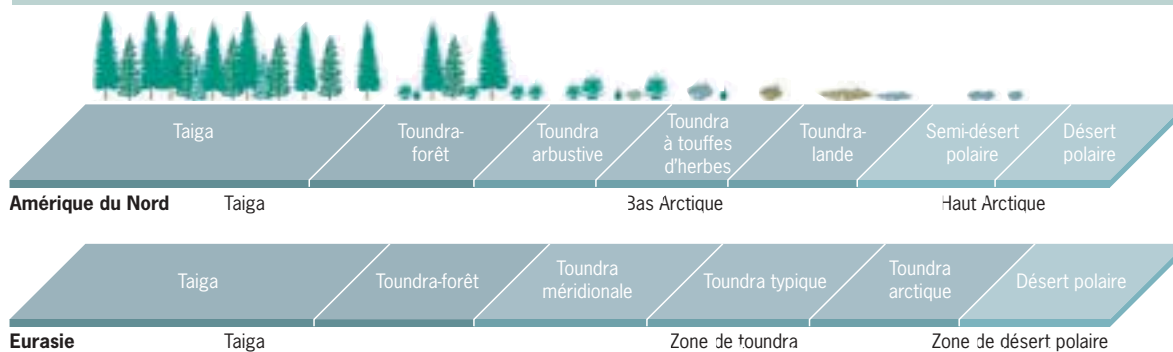 Taiga
Toundra-
forêt
Toundra
arbustive
Toundra
à touffes
d'herbes
Toundra-
lande
Semi-désert
polaire
Désert
polaire
Amérique du Nord Taiga Bas Arctique Haut Arctique
Taiga
Toundra-forêt
Toundra
méridionale
Toundra typique
Toundra
arctique
Désert polaire
Eurasie Taiga Zone de toundra Zone de désert polaire